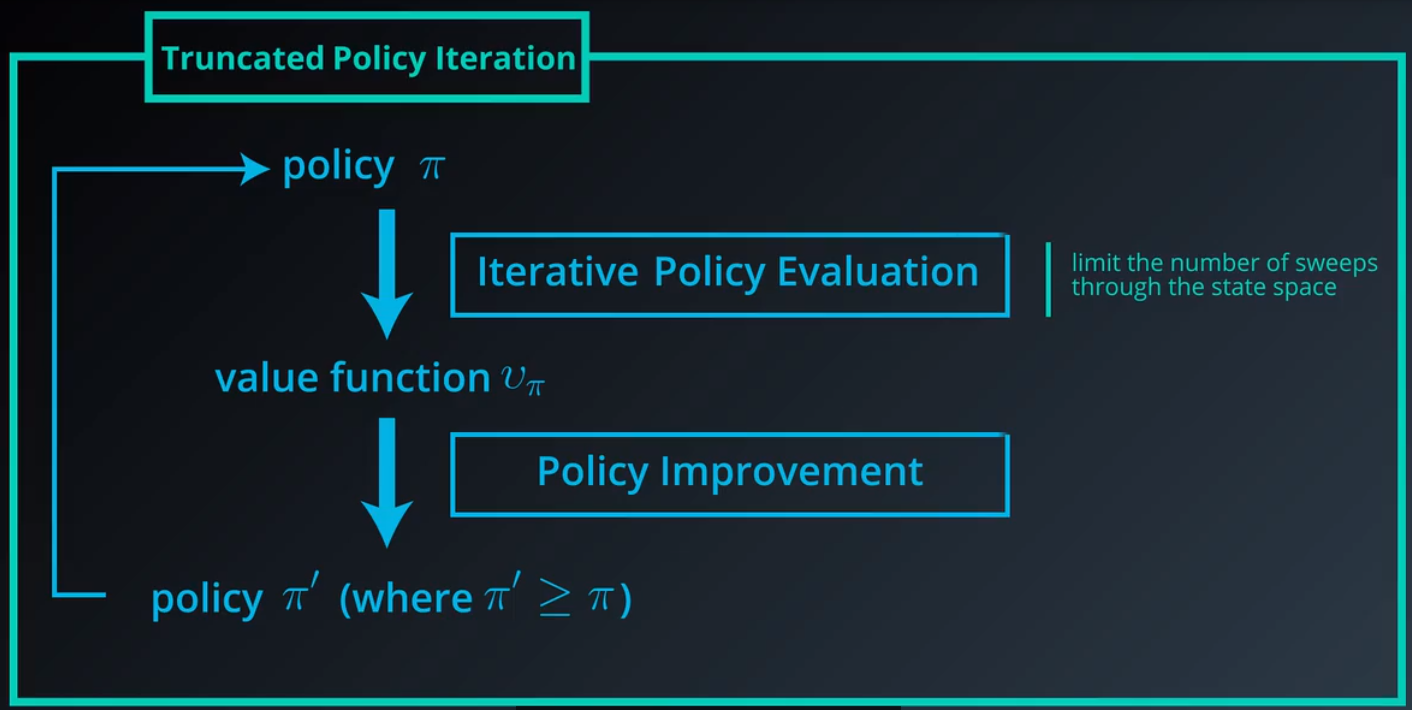 Truncated Policy Iteration
policy π
Iterative Policy Evaluation
limit the number of sweeps
through the state space
value function υπ
Policy Improvement
policy π′ (where π′ ≥ π)